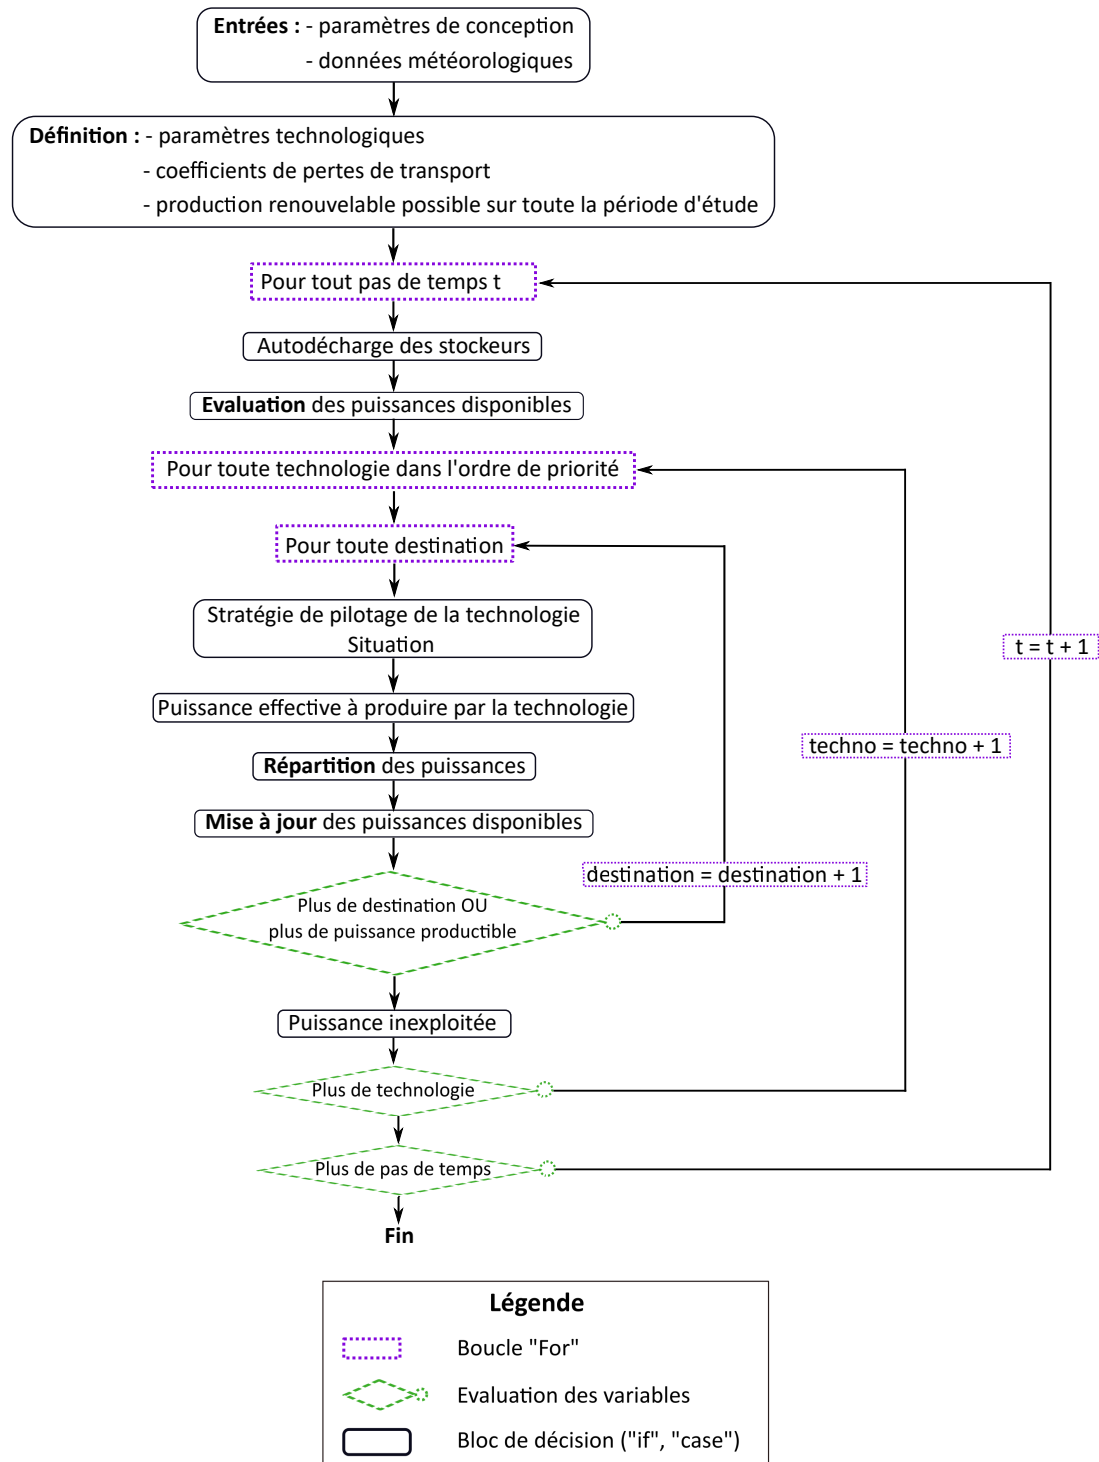 Entrées : - paramètres de conception
- données météorologiques
Définition : - paramètres technologiques
- coefficients de pertes de transport
- production renouvelable possible sur toute la période d'étude
Pour tout pas de temps t
Autodécharge des stockeurs
Evaluation des puissances disponibles
Pour toute technologie dans l'ordre de priorité
Pour toute destination
Stratégie de pilotage de la technologie
Situation
t = t + 1
Puissance effective à produire par la technologie
techno = techno + 1
Répartition des puissances
Mise à jour des puissances disponibles
destination = destination + 1
Plus de destination OU
plus de puissance productible
Puissance inexploitée
Plus de technologie
Plus de pas de temps
Fin
Légende
Boucle "For"
Evaluation des variables
Bloc de décision ("if", "case")